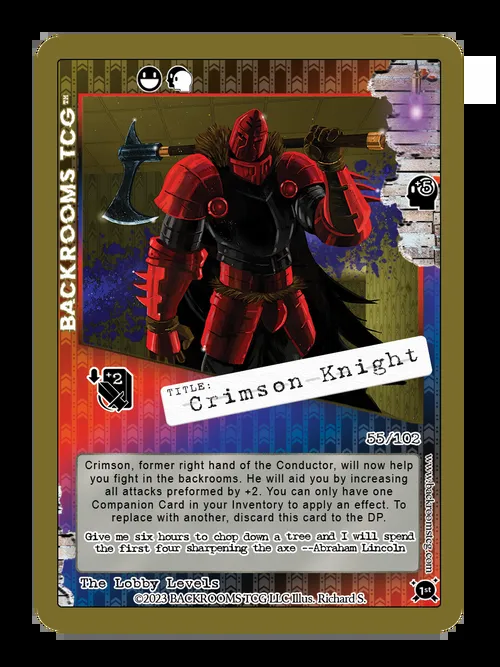 BACKROOMS TCG™
+5
+2
TITLE:
Crimson Knight
55/102
Crimson, former right hand of the Conductor, will now help
you fight in the backrooms. He will aid you by increasing
all attacks preformed by +2. You can only have one
Companion Card in your Inventory to apply an effect. To
replace with another, discard this card to the DP.
Give me six hours to chop down a tree and I will spend
the first four sharpening the axe --Abraham Lincoln
www.backroomstcg.com
The Lobby Levels
©2023 BACKROOMS TCG LLC Illus. Richard S.
1st